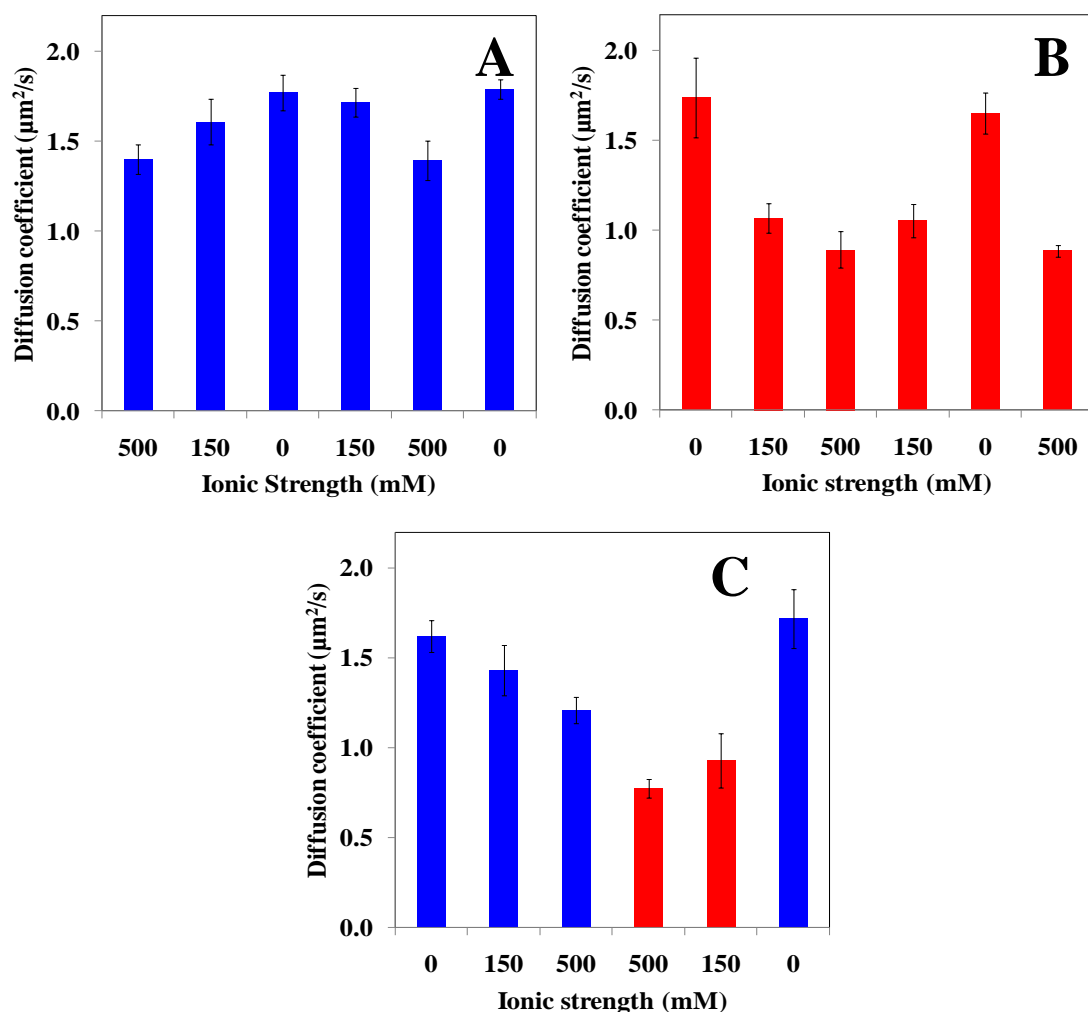 A
Diffusion coefficient (µm²/s)
2.0
1.5
1.0
0.5
0.0
500 150 0 150 500 0
Ionic Strength (mM)
B
Diffusion coefficient (µm²/s)
2.0
1.5
1.0
0.5
0.0
0 150 500 150 0 500
Ionic strength (mM)
C
Diffusion coefficient (µm²/s)
2.0
1.5
1.0
0.5
0.0
0 150 500 500 150 0
Ionic strength (mM)